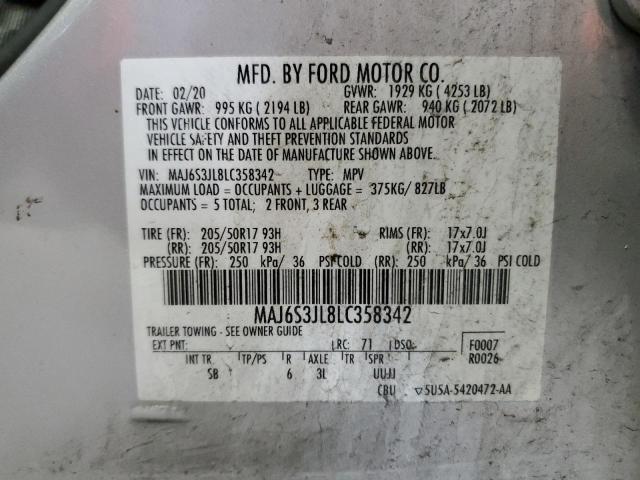 MFD. BY FORD MOTOR CO.
DATE: 02/20 GVWR: 1929 KG ( 4253 LB)
FRONT GAWR: 995 KG ( 2194 LB) REAR GAWR: 940 KG ( 2072 LB)
THIS VEHICLE CONFORMS TO ALL APPLICABLE FEDERAL MOTOR
VEHICLE SAFETY AND THEFT PREVENTION STANDARDS
IN EFFECT ON THE DATE OF MANUFACTURE SHOWN ABOVE.
VIN: MAJ6S3JL8LC358342 TYPE: MPV
MAXIMUM LOAD = OCCUPANTS + LUGGAGE = 375KG/ 827LB
OCCUPANTS = 5 TOTAL; 2 FRONT, 3 REAR
TIRE (FR): 205/50R17 93H RIMS (FR): 17x7.0J
(RR): 205/50R17 93H (RR): 17x7.0J
PRESSURE (FR): 250 kPa/ 36 PSI COLD (RR): 250 kPa/ 36 PSI COLD
MAJ6S3JL8LC358342
TRAILER TOWING - SEE OWNER GUIDE
EXT PNT: RC: 71 DSO: F0007
INT TR TP/PS R AXLE TR SPR R0026
SB 6 3L UUJJ
CBU ▽5U5A-5420472-AA